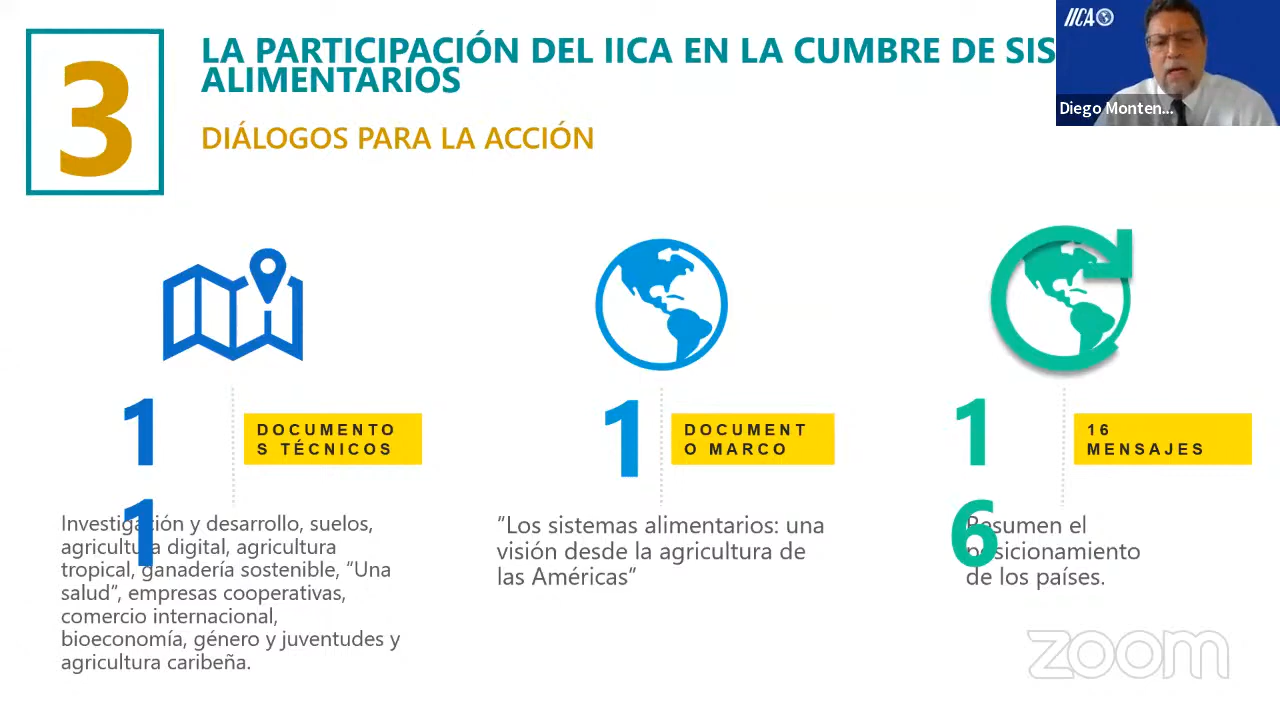 3
LA PARTICIPACIÓN DEL IICA EN LA CUMBRE DE SIS
ALIMENTARIOS
DIÁLOGOS PARA LA ACCIÓN
IICA
Diego Monten...
1
1
DOCUMENTO
S TÉCNICOS
Investigación y desarrollo, suelos,
agricultura digital, agricultura
tropical, ganadería sostenible, “Una
salud”, empresas cooperativas,
comercio internacional,
bioeconomía, género y juventudes y
agricultura caribeña.
1
DOCUMENT
O MARCO
“Los sistemas alimentarios: una
visión desde la agricultura de
las Américas”
1
6
16
MENSAJES
Resumen el
posicionamiento
de los países.
zoom